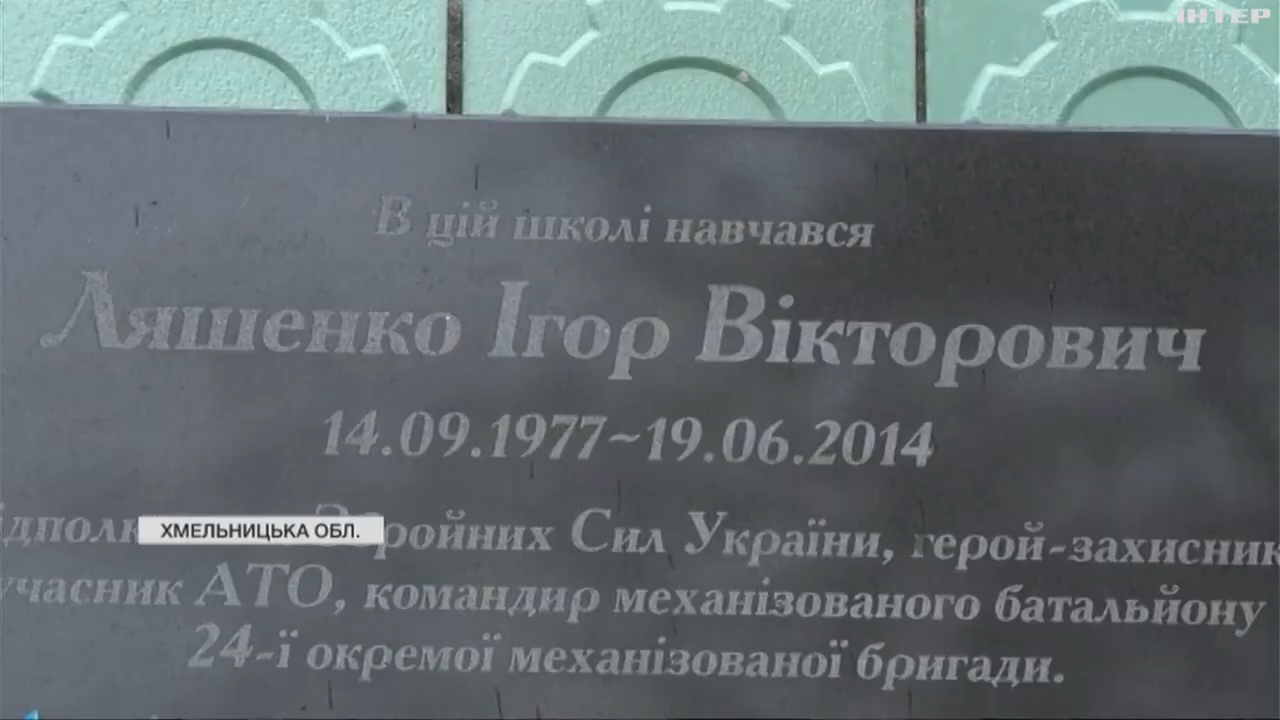 ІНТЕР
В цій школі навчався
Ляшенко Ігор Вікторович
14.09.1977~19.06.2014
ХМЕЛЬНИЦЬКА ОБЛ.
Сил України, герой-захисник
учасник АТО, командир механізованого батальйону
24-ї окремої механізованої бригади.